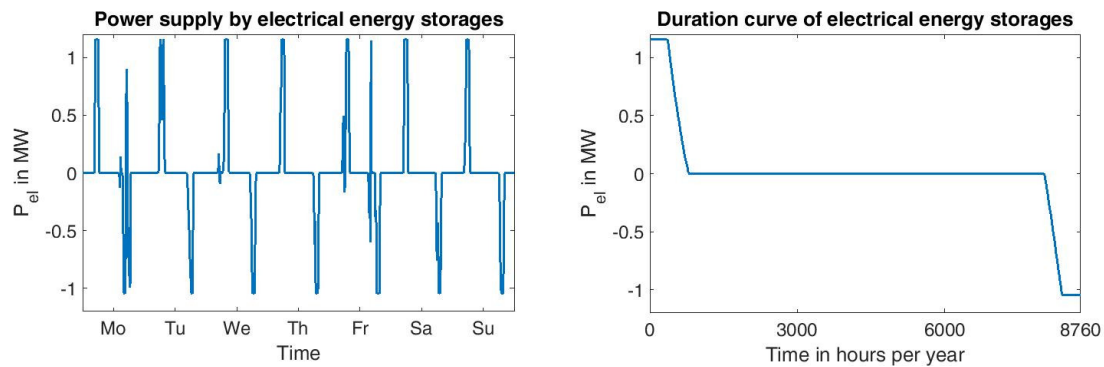 Power supply by electrical energy storages
1
0.5
0
-0.5
-1
P_el in MW
Mo Tu We Th Fr Sa Su
Time
Duration curve of electrical energy storages
1
0.5
0
-0.5
-1
P_el in MW
0 3000 6000 8760
Time in hours per year